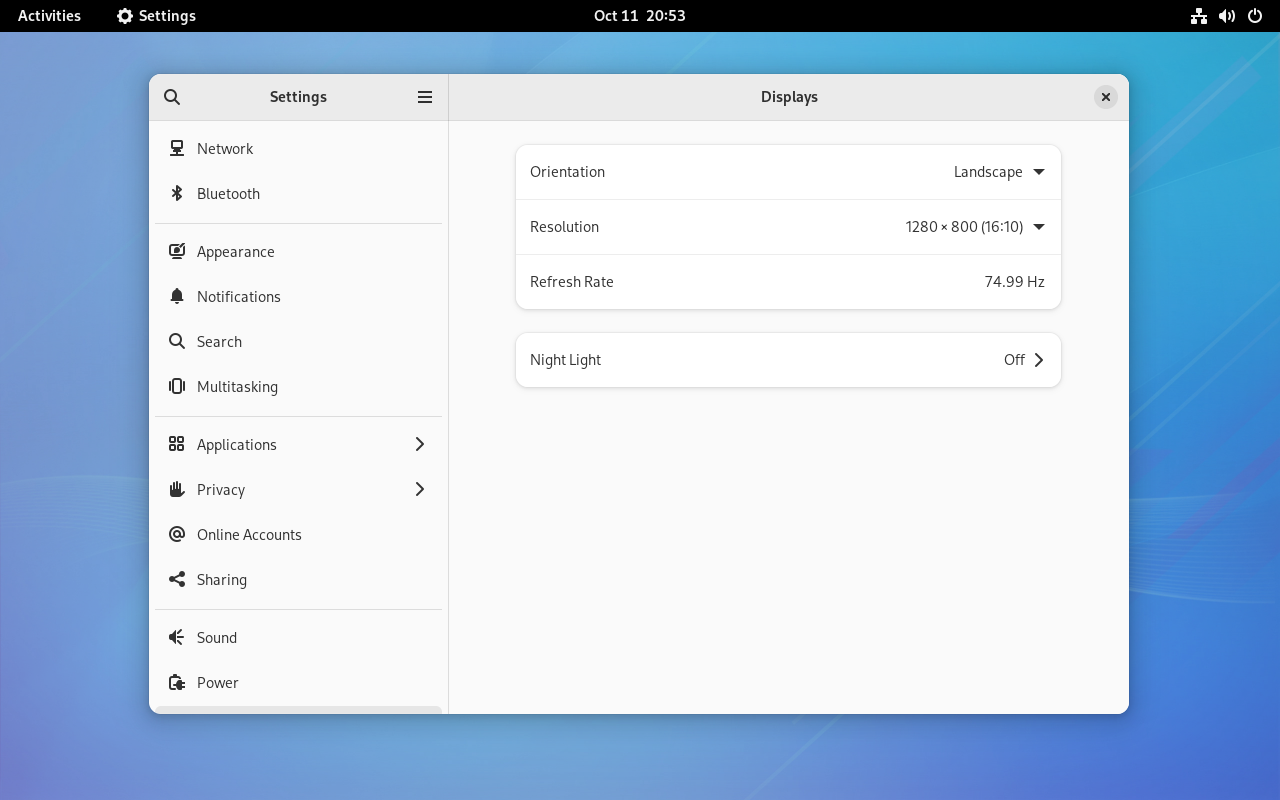 Activities
Settings
Oct 11 20:53
Settings
Displays
Network
Bluetooth
Appearance
Notifications
Search
Multitasking
Applications
Privacy
Online Accounts
Sharing
Sound
Power
Orientation
Landscape
Resolution
1280 × 800 (16:10)
Refresh Rate
74.99 Hz
Night Light
Off